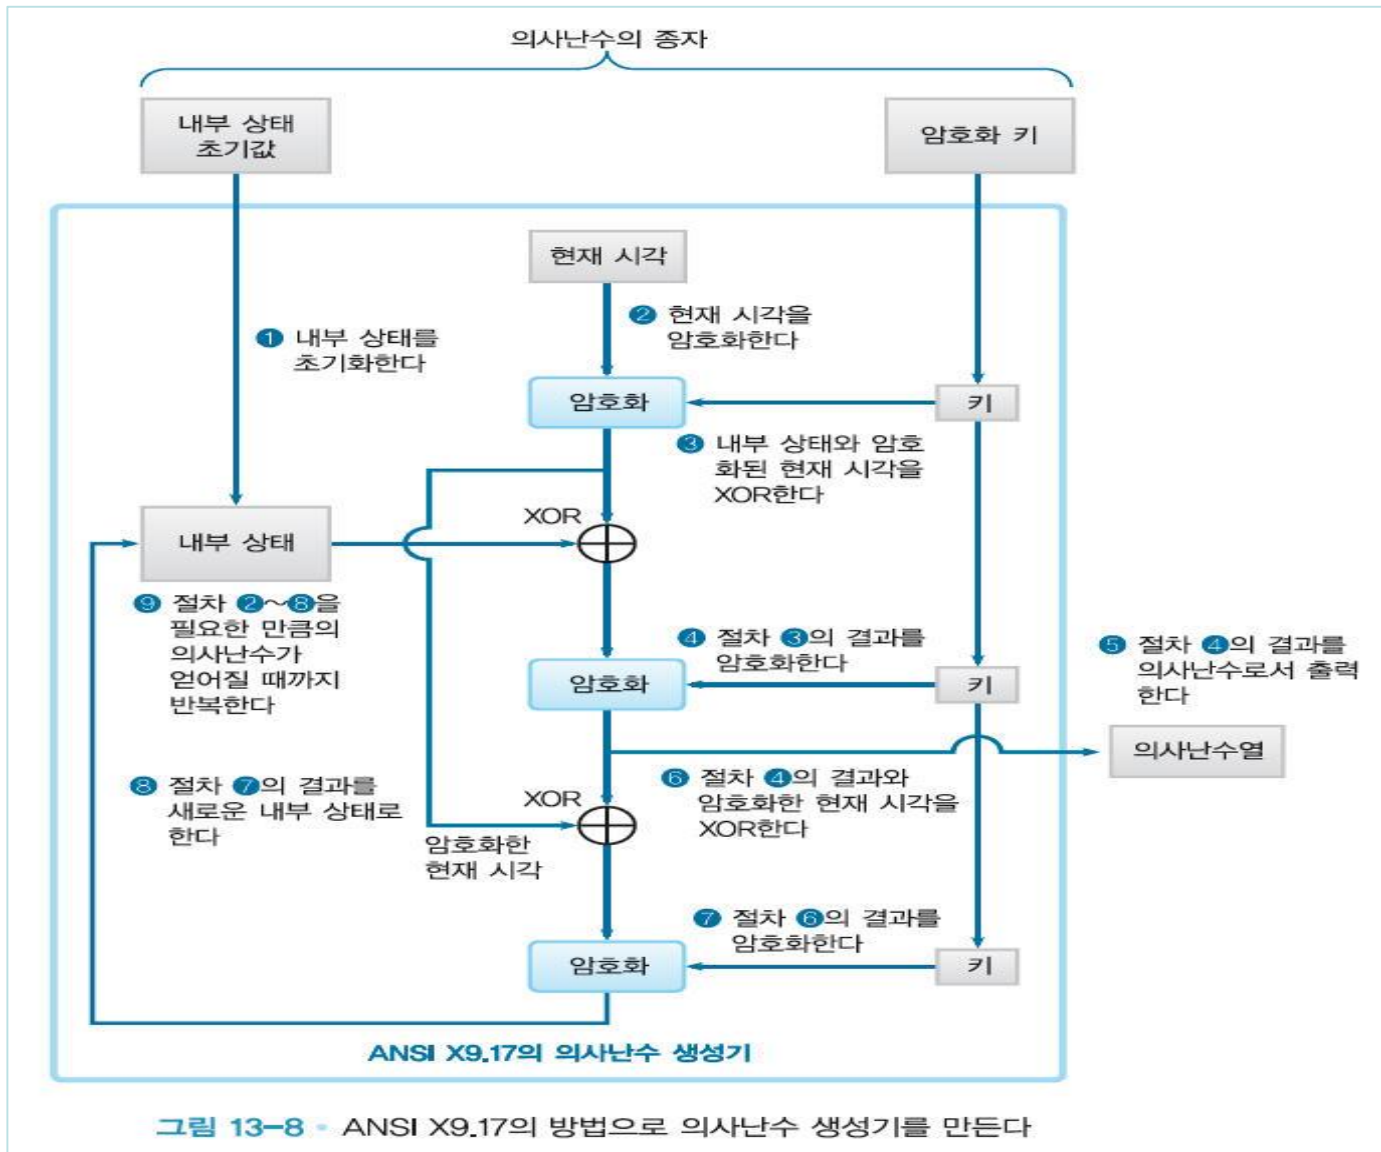 의사난수의 종자
내부 상태
초기값
암호화 키
현재 시각
❶ 내부 상태를
초기화한다
❷ 현재 시각을
암호화한다
암호화
키
❸ 내부 상태와 암호
화된 현재 시각을
XOR한다
XOR
내부 상태
❾ 절차 ❷~❽을
필요한 만큼의
의사난수가
얻어질 때까지
반복한다
❹ 절차 ❸의 결과를
암호화한다
암호화
키
❺ 절차 ❹의 결과를
의사난수로서 출력
한다
의사난수열
❽ 절차 ❼의 결과를
새로운 내부 상태로
한다
XOR
❻ 절차 ❹의 결과와
암호화한 현재 시각을
XOR한다
암호화한
현재 시각
❼ 절차 ❻의 결과를
암호화한다
암호화
키
ANSI X9.17의 의사난수 생성기
그림 13-8 • ANSI X9.17의 방법으로 의사난수 생성기를 만든다